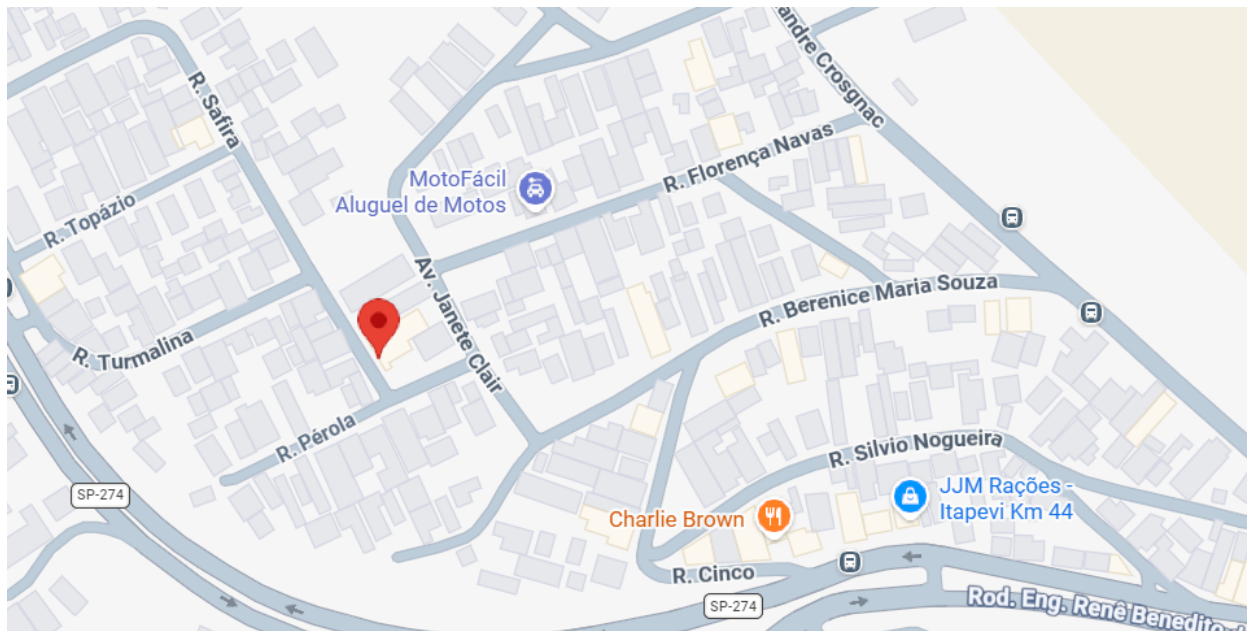 andre Crosgnac
R. Safira
R. Florença Navas
MotoFácil
Aluguel de Motos
R. Topázio
Av. Janete Clair
R. Berenice Maria Souza
R. Turmalina
R. Pérola
R. Silvio Nogueira
SP-274
JJM Rações -
Itapevi Km 44
Charlie Brown
R. Cinco
SP-274
Rod. Eng. Renê Benedito